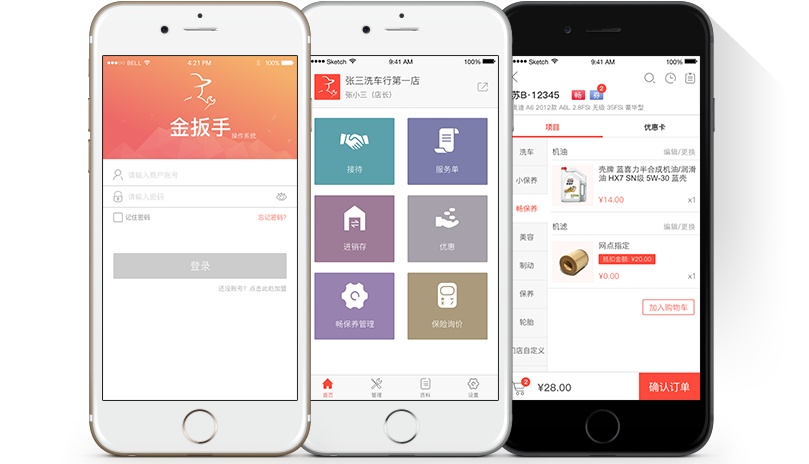 BELL 4:21 PM 100%
金扳手
操作系统
请输入商户账号
请输入密码
记住密码 忘记密码?
登录
还没账号? 点击此处加盟
Sketch 9:41 AM 100%
张三洗车行第一店
张小三(店长)
接待 服务单
进销存 优惠
畅保养管理 保险询价
首页 管理 百科 设置
Sketch 9:41 AM 100%
苏B·12345 畅 券 2
奥迪 A6 2012款 A6L 2.8FSI 无级 35FSI 豪华型
项目 优惠卡
洗车
小保养
畅保养
美容
制动
保养
轮胎
门店自定义
机油 编辑/更换
壳牌 蓝喜力半合成机油/润滑
油 HX7 SN级 5W-30 蓝壳
¥14.00 x1
机滤 编辑/更换
网点指定
抵扣金额: ¥20.00
¥0.00 x1
加入购物车
2 ¥28.00 确认订单